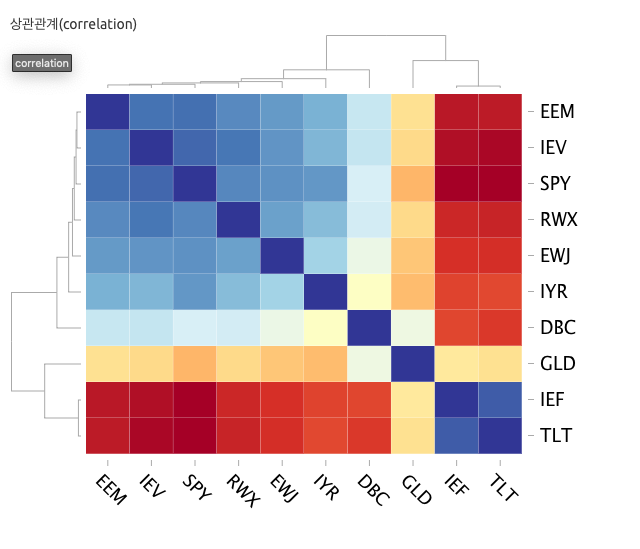 상관관계(correlation)
correlation
EEM
IEV
SPY
RWX
EWJ
IYR
DBC
GLD
IEF
TLT
EEM IEV SPY RWX EWJ IYR DBC GLD IEF TLT